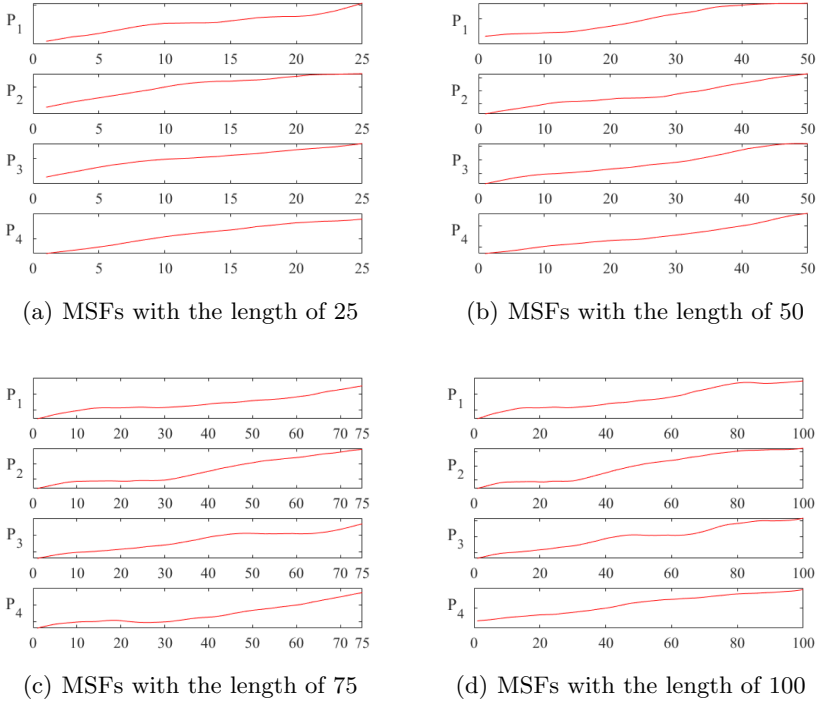 P1
0 5 10 15 20 25
P2
0 5 10 15 20 25
P3
0 5 10 15 20 25
P4
0 5 10 15 20 25
(a) MSFs with the length of 25
P1
0 10 20 30 40 50
P2
0 10 20 30 40 50
P3
0 10 20 30 40 50
P4
0 10 20 30 40 50
(b) MSFs with the length of 50
P1
0 10 20 30 40 50 60 70 75
P2
0 10 20 30 40 50 60 70 75
P3
0 10 20 30 40 50 60 70 75
P4
0 10 20 30 40 50 60 70 75
(c) MSFs with the length of 75
P1
0 20 40 60 80 100
P2
0 20 40 60 80 100
P3
0 20 40 60 80 100
P4
0 20 40 60 80 100
(d) MSFs with the length of 100